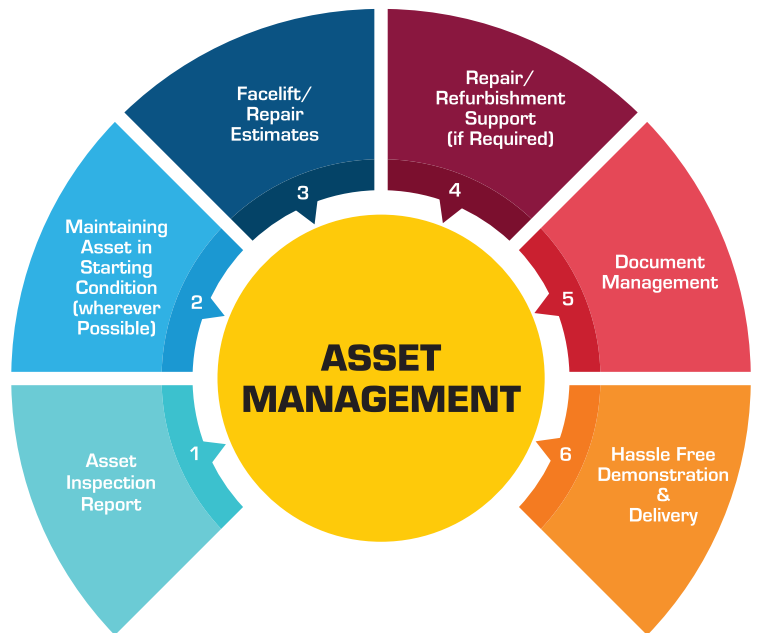 ASSET
MANAGEMENT
1
Asset
Inspection
Report
2
Maintaining
Asset in
Starting
Condition
(wherever
Possible)
3
Facelift/
Repair
Estimates
4
Repair/
Refurbishment
Support
(if Required)
5
Document
Management
6
Hassle Free
Demonstration
&
Delivery